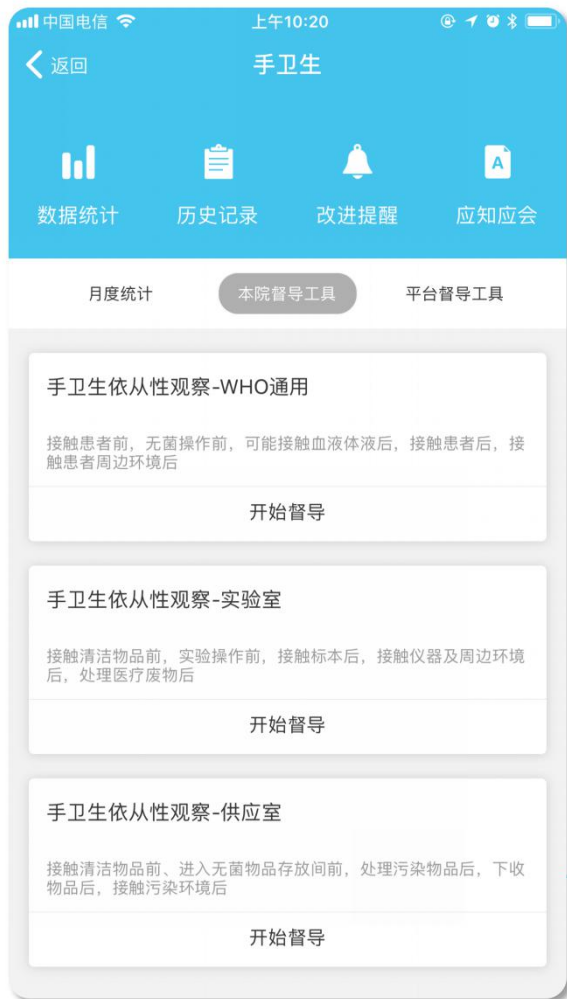 中国电信 上午10:20
返回 手卫生
数据统计 历史记录 改进提醒 A 应知应会
月度统计 本院督导工具 平台督导工具
手卫生依从性观察-WHO通用
接触患者前，无菌操作前，可能接触血液体液后，接触患者后，接
触患者周边环境后
开始督导
手卫生依从性观察-实验室
接触清洁物品前，实验操作前，接触标本后，接触仪器及周边环境
后，处理医疗废物后
开始督导
手卫生依从性观察-供应室
接触清洁物品前、进入无菌物品存放间前，处理污染物品后，下收
物品后，接触污染环境后
开始督导